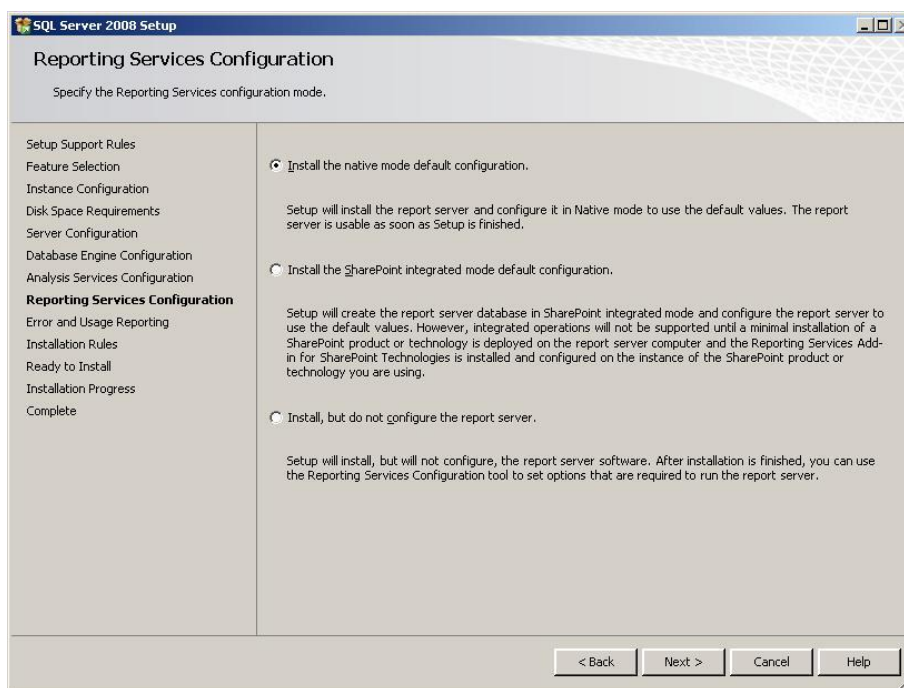 SQL Server 2008 Setup
Reporting Services Configuration
Specify the Reporting Services configuration mode.
Setup Support Rules
Feature Selection
Instance Configuration
Disk Space Requirements
Server Configuration
Database Engine Configuration
Analysis Services Configuration
Reporting Services Configuration
Error and Usage Reporting
Installation Rules
Ready to Install
Installation Progress
Complete
Install the native mode default configuration.
Setup will install the report server and configure it in Native mode to use the default values. The report
server is usable as soon as Setup is finished.
Install the SharePoint integrated mode default configuration.
Setup will create the report server database in SharePoint integrated mode and configure the report server to
use the default values. However, integrated operations will not be supported until a minimal installation of a
SharePoint product or technology is deployed on the report server computer and the Reporting Services Add-
in for SharePoint Technologies is installed and configured on the instance of the SharePoint product or
technology you are using.
Install, but do not configure the report server.
Setup will install, but will not configure, the report server software. After installation is finished, you can use
the Reporting Services Configuration tool to set options that are required to run the report server.
< Back
Next >
Cancel
Help